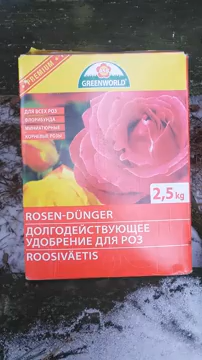 PREMIUM
GREENWORLD
ДЛЯ ВСЕХ РОЗ
ФЛОРИБУНДА
МИНИАТЮРНЫЕ
КОРНЕВЫЕ РОЗЫ
2,5 kg
ROSEN-DÜNGER
ДОЛГОДЕЙСТВУЮЩЕЕ
УДОБРЕНИЕ ДЛЯ РОЗ
ROOSIVÄETIS